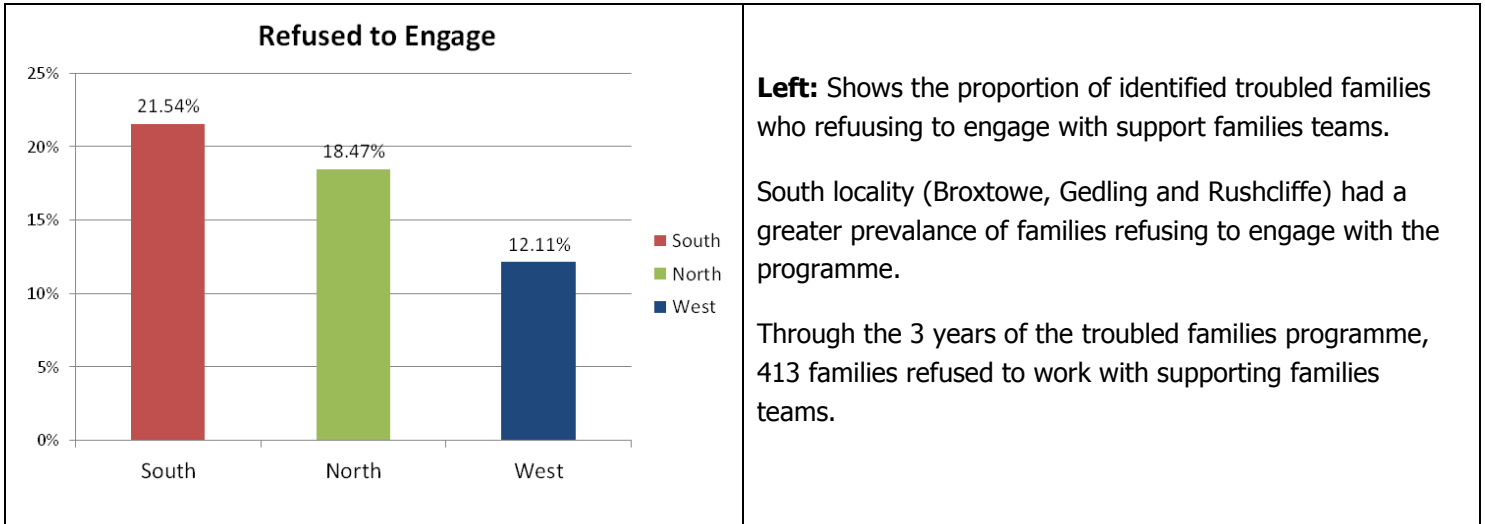 Refused to Engage
25%
20%
15%
10%
5%
0%
21.54%
18.47%
12.11%
South
North
West
South
North
West
Left: Shows the proportion of identified troubled families
who refuusing to engage with support families teams.
South locality (Broxtowe, Gedling and Rushcliffe) had a
greater prevalance of families refusing to engage with the
programme.
Through the 3 years of the troubled families programme,
413 families refused to work with supporting families
teams.